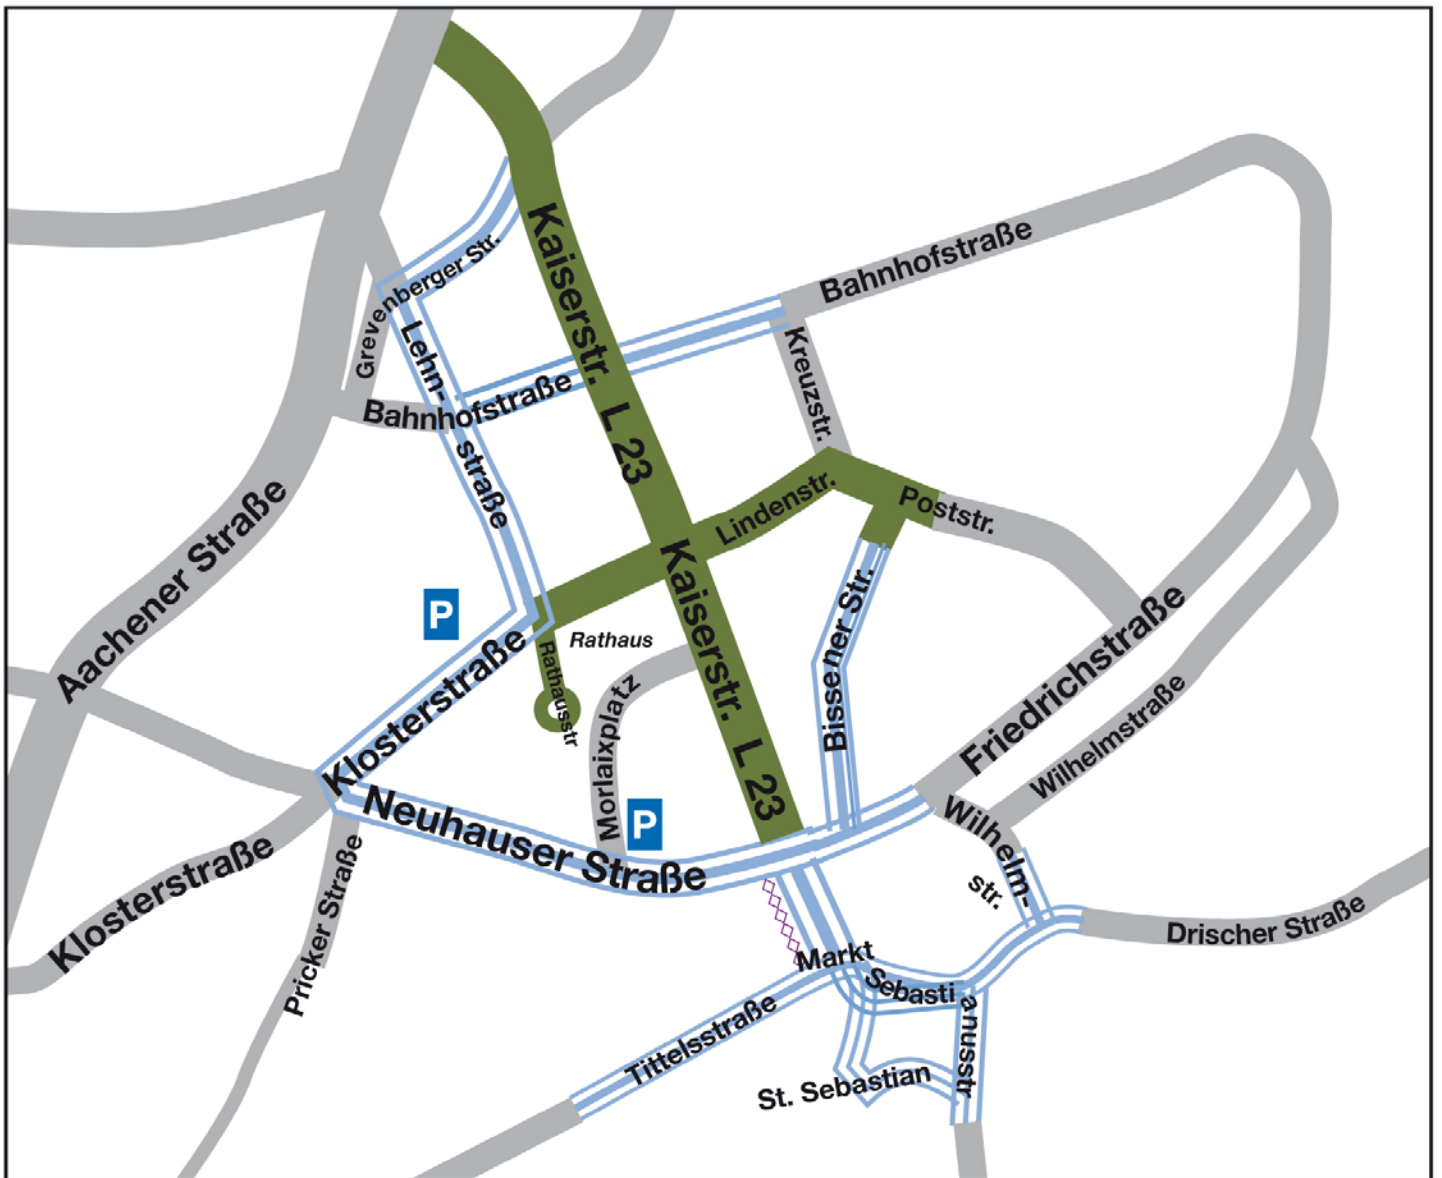 Kaiserstr.
L 23
Grevenberger Str.
Bahnhofstraße
Kreuzstr.
Lehn-
straße
Bahnhofstraße
Aachener Straße
Lindenstr.
Poststr.
P
Rathaus
Rathausstr
Kaiserstr.
L 23
Bissener Str.
Friedrichstraße
Wilhelmstraße
Klosterstraße
Morlaixplatz
P
Neuhauser Straße
Wilhelm-
str.
Klosterstraße
Pricker Straße
Drischer Straße
Markt
Sebastianusstr
Tittelsstraße
St. Sebastian